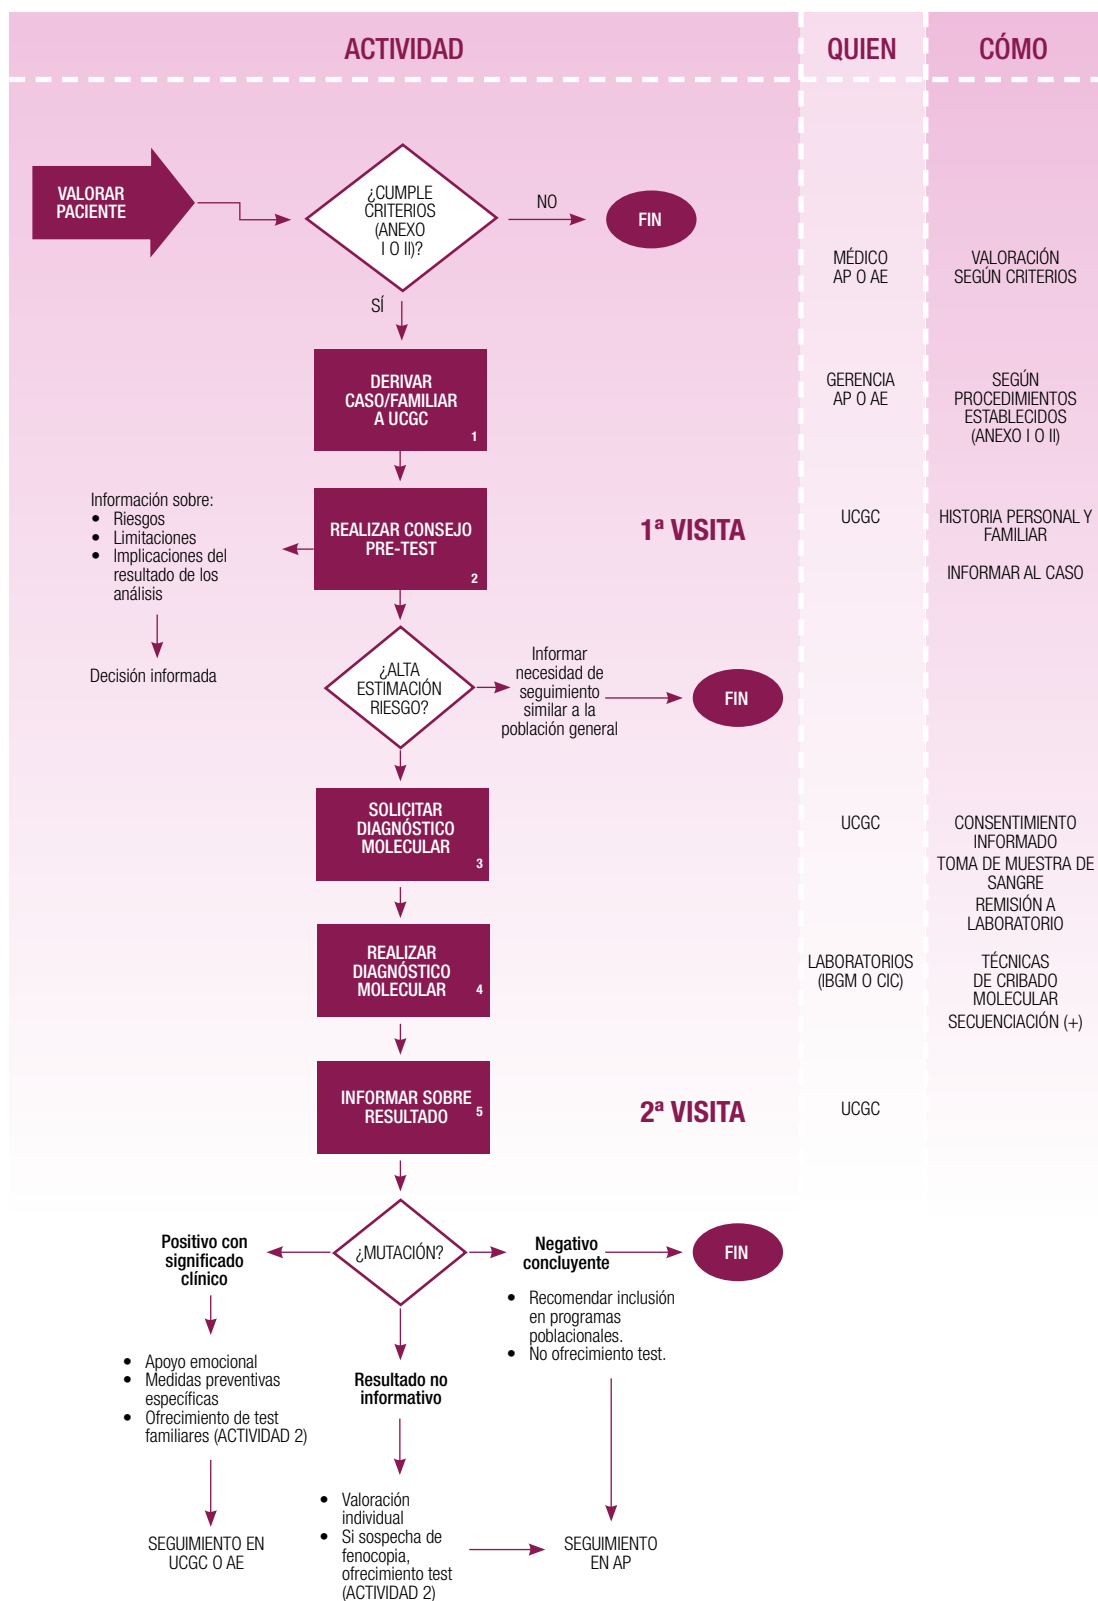 ACTIVIDAD
QUIEN
CÓMO
VALORAR
PACIENTE
¿CUMPLE
CRITERIOS
(ANEXO
I O II)?
NO
FIN
SÍ
MÉDICO
AP O AE
VALORACIÓN
SEGÚN CRITERIOS
DERIVAR
CASO/FAMILIAR
A UCGC
1
GERENCIA
AP O AE
SEGÚN
PROCEDIMIENTOS
ESTABLECIDOS
(ANEXO I O II)
Información sobre:
• Riesgos
• Limitaciones
• Implicaciones del
resultado de los
análisis
Decisión informada
REALIZAR CONSEJO
PRE-TEST
2
1ª VISITA
UCGC
HISTORIA PERSONAL Y
FAMILIAR
INFORMAR AL CASO
¿ALTA
ESTIMACIÓN
RIESGO?
Informar
necesidad de
seguimiento
similar a la
población general
FIN
SOLICITAR
DIAGNÓSTICO
MOLECULAR
3
UCGC
CONSENTIMIENTO
INFORMADO
TOMA DE MUESTRA DE
SANGRE
REMISIÓN A
LABORATORIO
REALIZAR
DIAGNÓSTICO
MOLECULAR
4
LABORATORIOS
(IBGM O CIC)
TÉCNICAS
DE CRIBADO
MOLECULAR
SECUENCIACIÓN (+)
INFORMAR SOBRE
RESULTADO
5
2ª VISITA
UCGC
¿MUTACIÓN?
Positivo con
significado
clínico
• Apoyo emocional
• Medidas preventivas
específicas
• Ofrecimiento de test
familiares (ACTIVIDAD 2)
SEGUIMIENTO EN
UCGC O AE
Resultado no
informativo
• Valoración
individual
• Si sospecha de
fenocopia,
ofrecimiento test
(ACTIVIDAD 2)
Negativo
concluyente
FIN
• Recomendar inclusión
en programas
poblacionales.
• No ofrecimiento test.
SEGUIMIENTO
EN AP